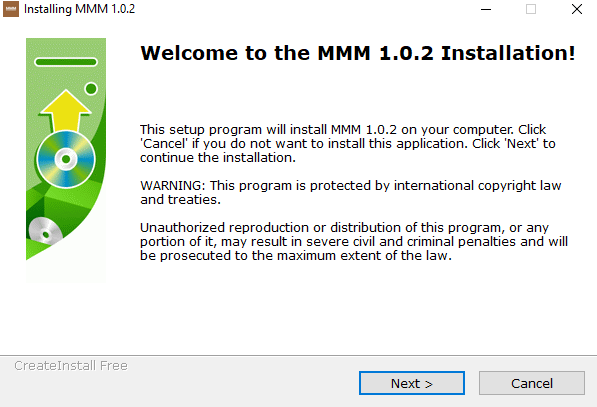 Installing MMM 1.0.2
Welcome to the MMM 1.0.2 Installation!
This setup program will install MMM 1.0.2 on your computer. Click
'Cancel' if you do not want to install this application. Click 'Next' to
continue the installation.
WARNING: This program is protected by international copyright law
and treaties.
Unauthorized reproduction or distribution of this program, or any
portion of it, may result in severe civil and criminal penalties and will
be prosecuted to the maximum extent of the law.
CreateInstall Free
Next >
Cancel